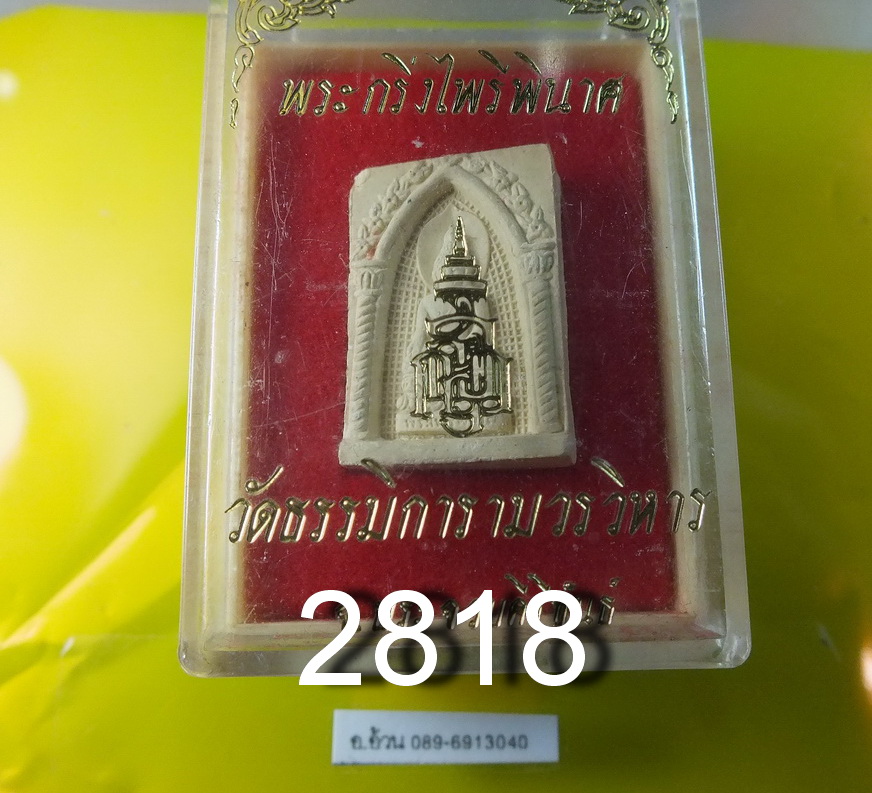 พระกริ่งไพรีพินาศ
วัดธรรมิการามวรวิหาร
2818
อ.อ้วน 089-6913040